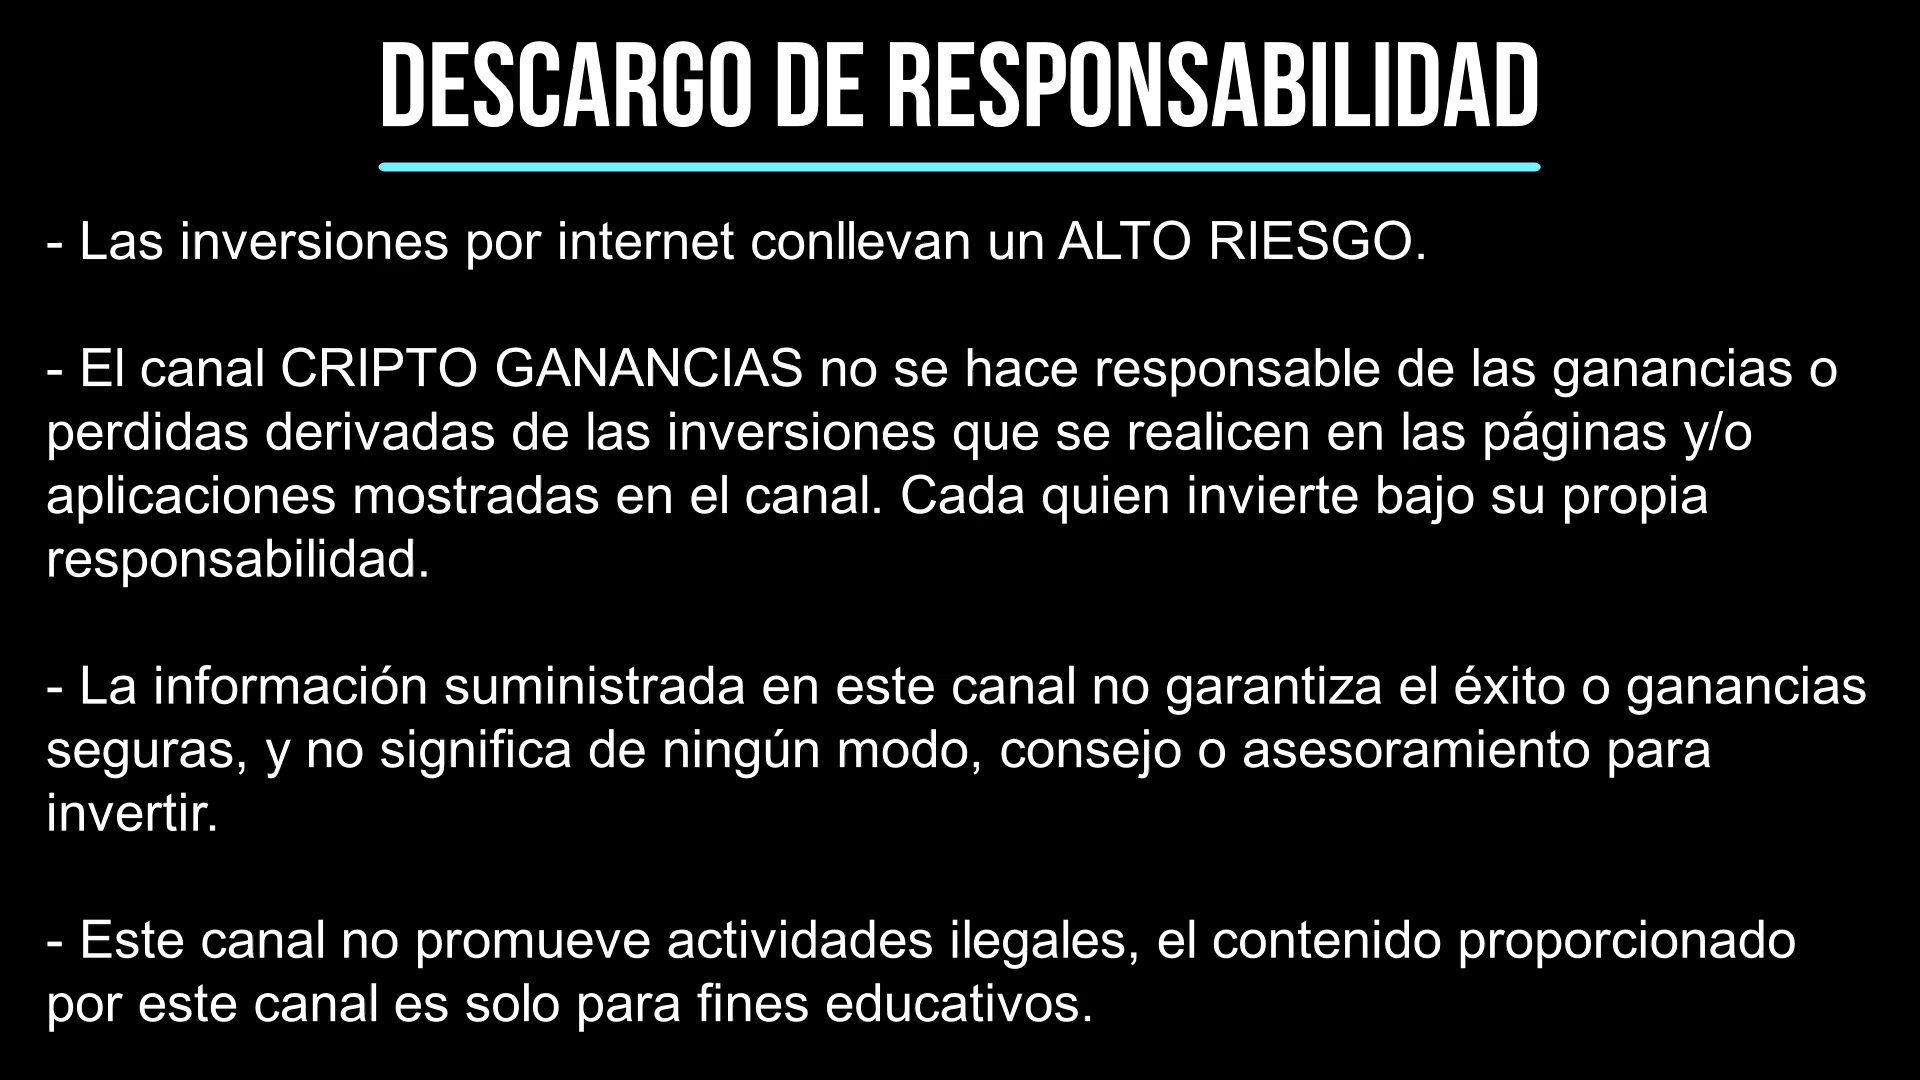 DESCARGO DE RESPONSABILIDAD
- Las inversiones por internet conllevan un ALTO RIESGO.
- El canal CRIPTO GANANCIAS no se hace responsable de las ganancias o
perdidas derivadas de las inversiones que se realicen en las páginas y/o
aplicaciones mostradas en el canal. Cada quien invierte bajo su propia
responsabilidad.
- La información suministrada en este canal no garantiza el éxito o ganancias
seguras, y no significa de ningún modo, consejo o asesoramiento para
invertir.
- Este canal no promueve actividades ilegales, el contenido proporcionado
por este canal es solo para fines educativos.